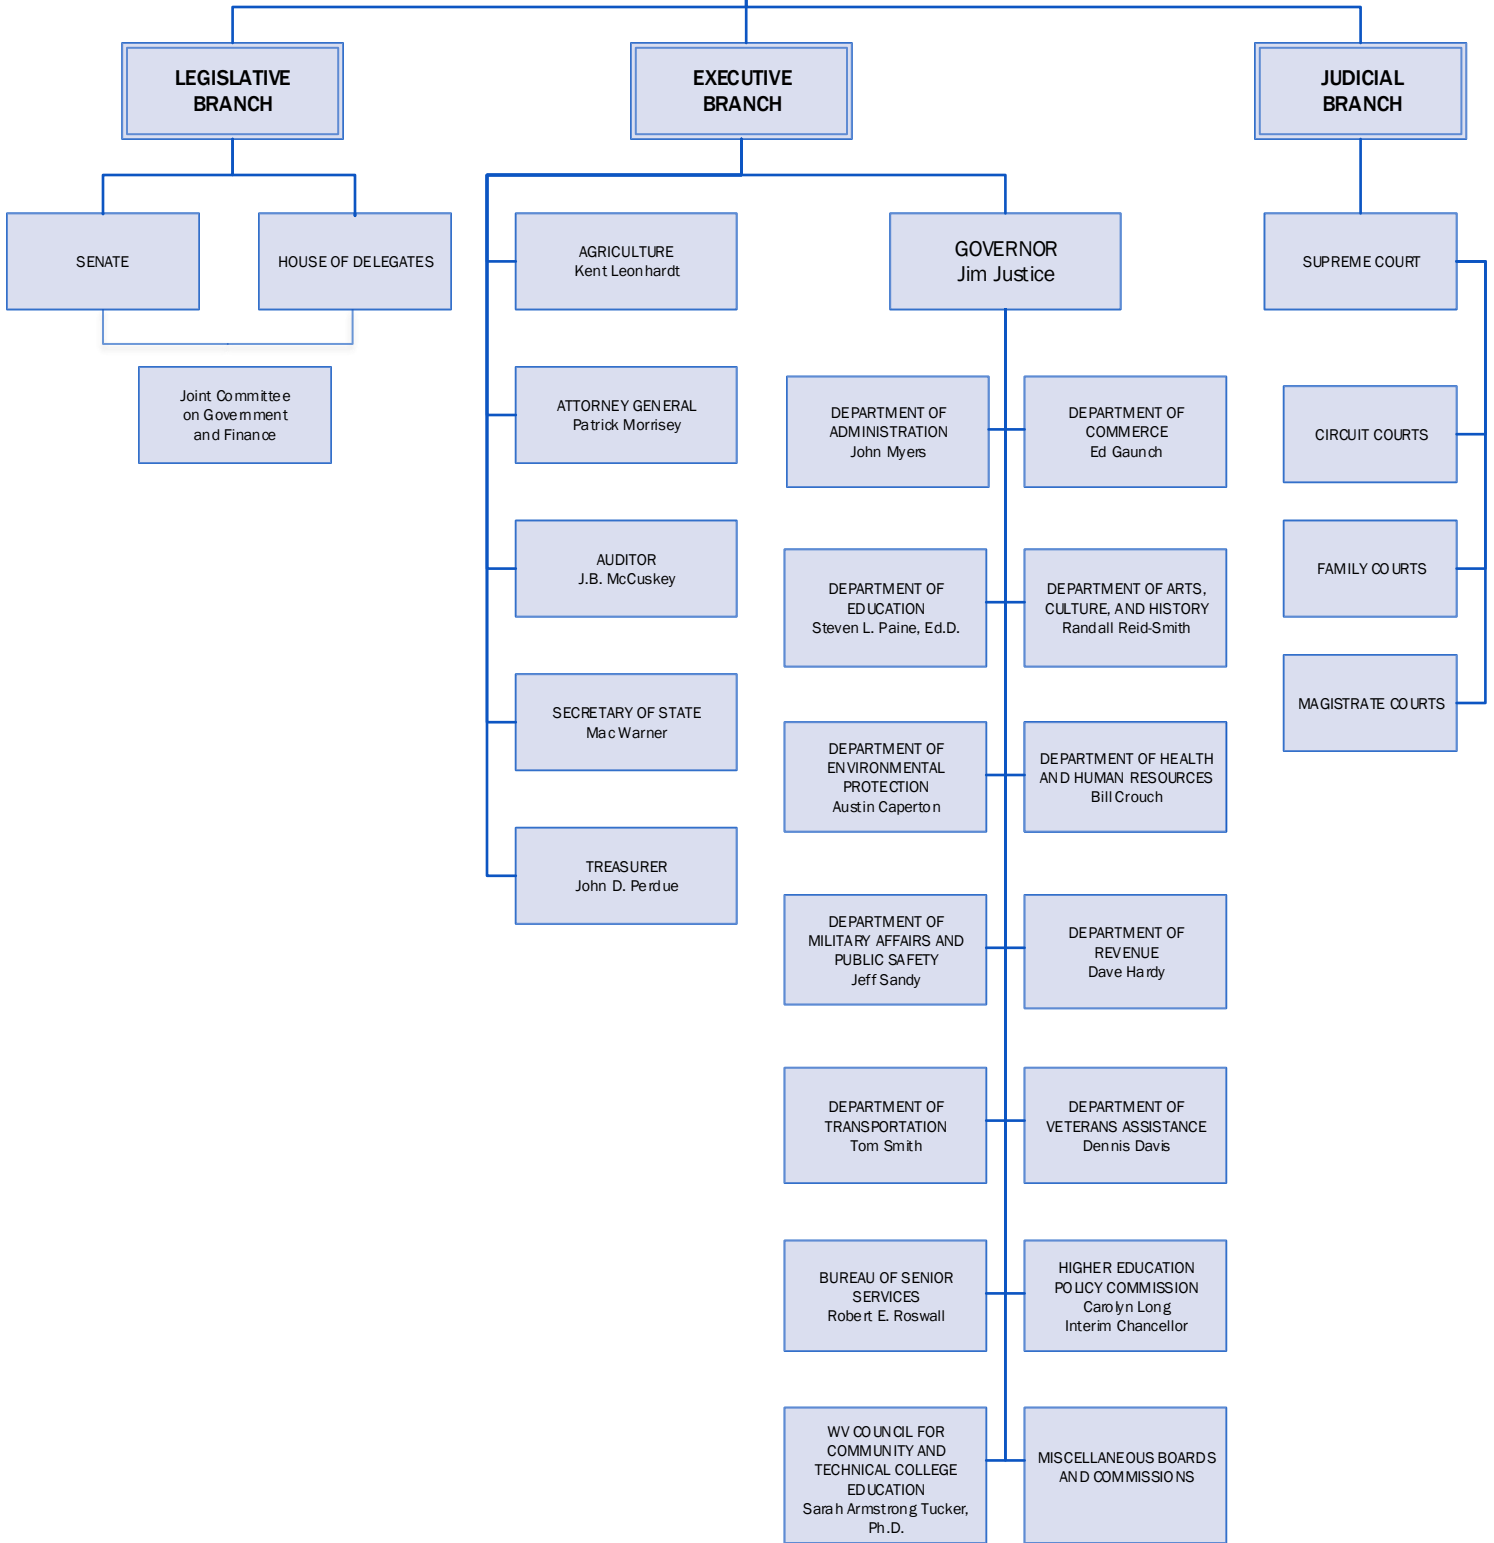 LEGISLATIVE
BRANCH
EXECUTIVE
BRANCH
JUDICIAL
BRANCH
SENATE
HOUSE OF DELEGATES
Joint Committee
on Government
and Finance
AGRICULTURE
Kent Leonhardt
ATTORNEY GENERAL
Patrick Morrisey
AUDITOR
J.B. McCuskey
SECRETARY OF STATE
Mac Warner
TREASURER
John D. Perdue
GOVERNOR
Jim Justice
DEPARTMENT OF
ADMINISTRATION
John Myers
DEPARTMENT OF
COMMERCE
Ed Gaunch
DEPARTMENT OF
EDUCATION
Steven L. Paine, Ed.D.
DEPARTMENT OF ARTS,
CULTURE, AND HISTORY
Randall Reid-Smith
DEPARTMENT OF
ENVIRONMENTAL
PROTECTION
Austin Caperton
DEPARTMENT OF HEALTH
AND HUMAN RESOURCES
Bill Crouch
DEPARTMENT OF
MILITARY AFFAIRS AND
PUBLIC SAFETY
Jeff Sandy
DEPARTMENT OF
REVENUE
Dave Hardy
DEPARTMENT OF
TRANSPORTATION
Tom Smith
DEPARTMENT OF
VETERANS ASSISTANCE
Dennis Davis
BUREAU OF SENIOR
SERVICES
Robert E. Roswall
HIGHER EDUCATION
POLICY COMMISSION
Carolyn Long
Interim Chancellor
WV COUNCIL FOR
COMMUNITY AND
TECHNICAL COLLEGE
EDUCATION
Sarah Armstrong Tucker,
Ph.D.
MISCELLANEOUS BOARDS
AND COMMISSIONS
SUPREME COURT
CIRCUIT COURTS
FAMILY COURTS
MAGISTRATE COURTS